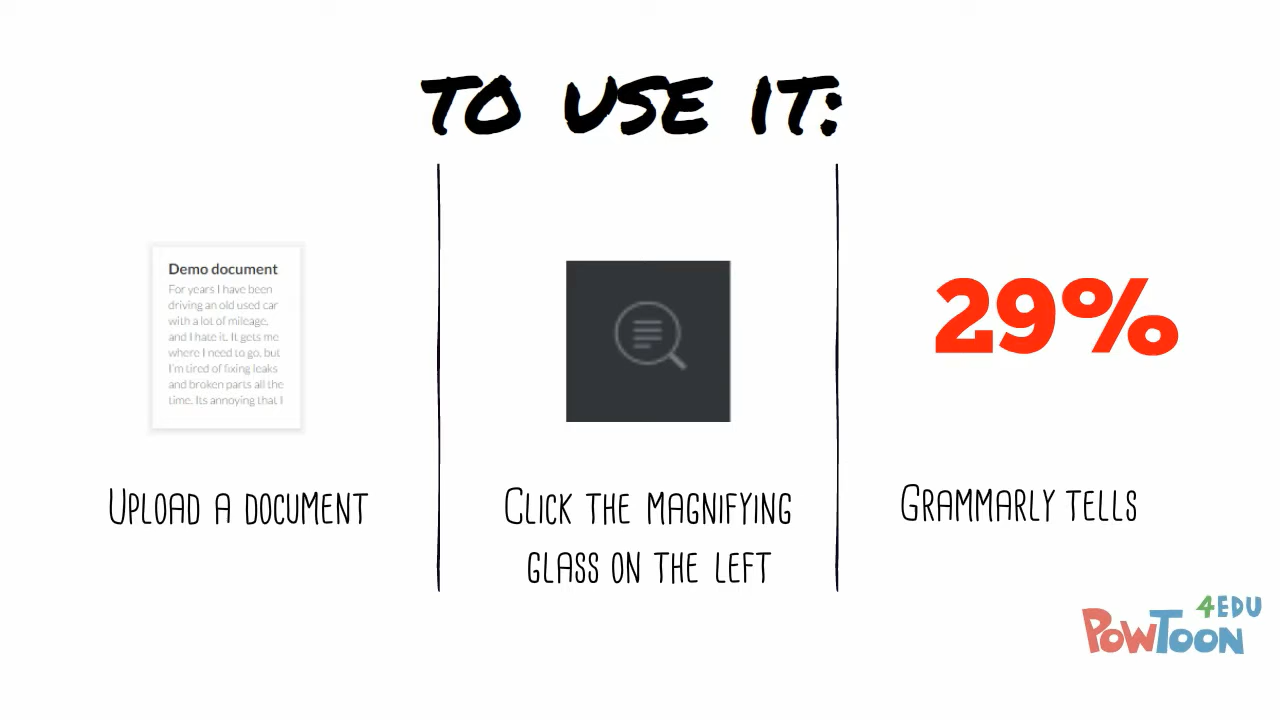 TO USE IT:
Demo document
For years I have been
driving an old used car
with a lot of mileage,
and I hate it. It gets me
where I need to go, but
I'm tired of fixing leaks
and broken parts all the
time. Its annoying that I
UPLOAD A DOCUMENT
CLICK THE MAGNIFYING
GLASS ON THE LEFT
29%
GRAMMARLY TELLS
4EDU
POWTOON